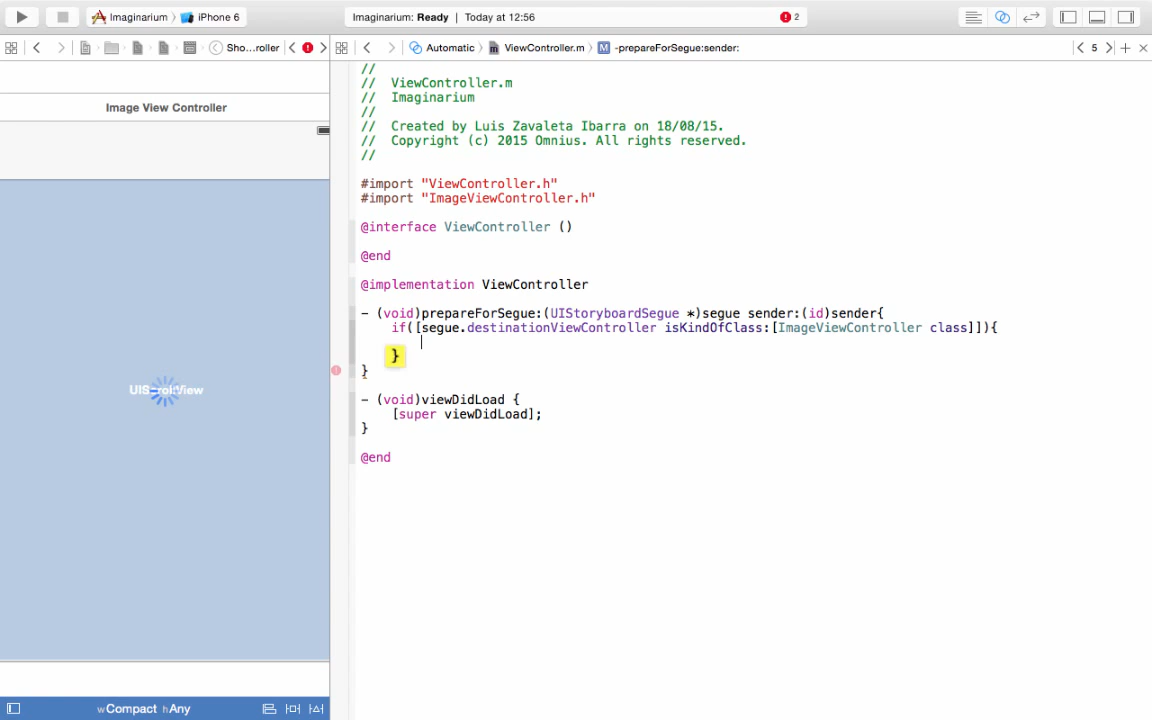 Imaginarium iPhone 6 Imaginarium: Ready Today at 12:56 2
Sho...roller Automatic ViewController.m M -prepareForSegue:sender: 5
Image View Controller
UIScrollView
wCompact hAny
//
// ViewController.m
// Imaginarium
//
// Created by Luis Zavaleta Ibarra on 18/08/15.
// Copyright (c) 2015 Omnius. All rights reserved.
//
#import "ViewController.h"
#import "ImageViewController.h"
@interface ViewController ()
@end
@implementation ViewController
- (void)prepareForSegue:(UIStoryboardSegue *)segue sender:(id)sender{
if([segue.destinationViewController isKindOfClass:[ImageViewController class]]){
}
}
- (void)viewDidLoad {
[super viewDidLoad];
}
@end